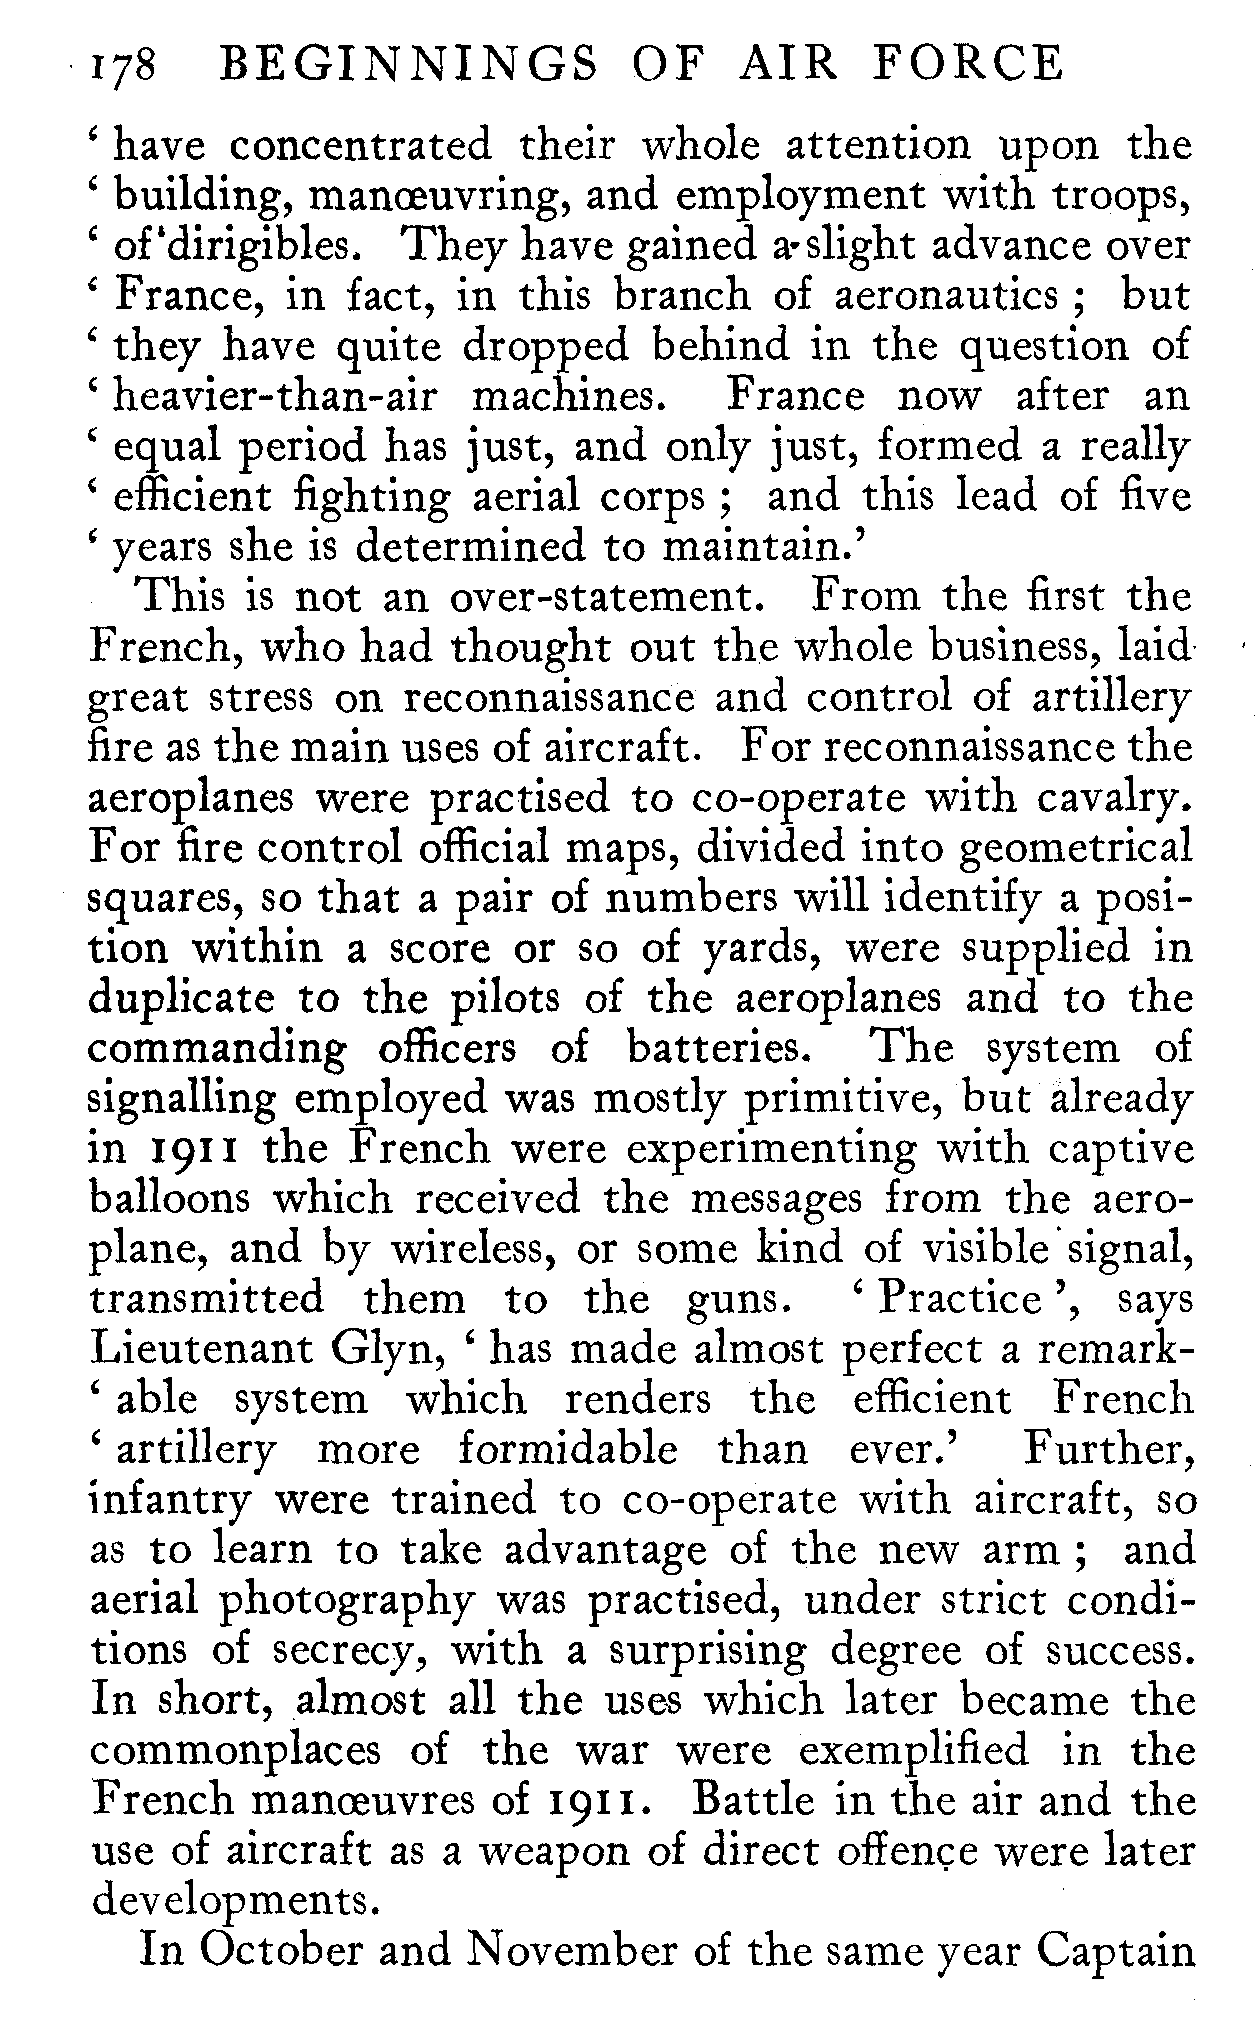 178 BEGINNINGS OF AIR FORCE
‘ have concentrated their whole attention upon the
‘ building, manœuvring, and employment with troops,
‘ of dirigibles. They have gained a slight advance over
‘ France, in fact, in this branch of aeronautics ; but
‘ they have quite dropped behind in the question of
‘ heavier-than-air machines. France now after an
‘ equal period has just, and only just, formed a really
‘ efficient fighting aerial corps ; and this lead of five
‘ years she is determined to maintain.’
This is not an over-statement. From the first the
French, who had thought out the whole business, laid
great stress on reconnaissance and control of artillery
fire as the main uses of aircraft. For reconnaissance the
aeroplanes were practised to co-operate with cavalry.
For fire control official maps, divided into geometrical
squares, so that a pair of numbers will identify a posi-
tion within a score or so of yards, were supplied in
duplicate to the pilots of the aeroplanes and to the
commanding officers of batteries. The system of
signalling employed was mostly primitive, but already
in 1911 the French were experimenting with captive
balloons which received the messages from the aero-
plane, and by wireless, or some kind of visible signal,
transmitted them to the guns. ‘ Practice ’, says
Lieutenant Glyn, ‘ has made almost perfect a remark-
‘ able system which renders the efficient French
‘ artillery more formidable than ever.’ Further,
infantry were trained to co-operate with aircraft, so
as to learn to take advantage of the new arm ; and
aerial photography was practised, under strict condi-
tions of secrecy, with a surprising degree of success.
In short, almost all the uses which later became the
commonplaces of the war were exemplified in the
French manœuvres of 1911. Battle in the air and the
use of aircraft as a weapon of direct offence were later
developments.
In October and November of the same year Captain